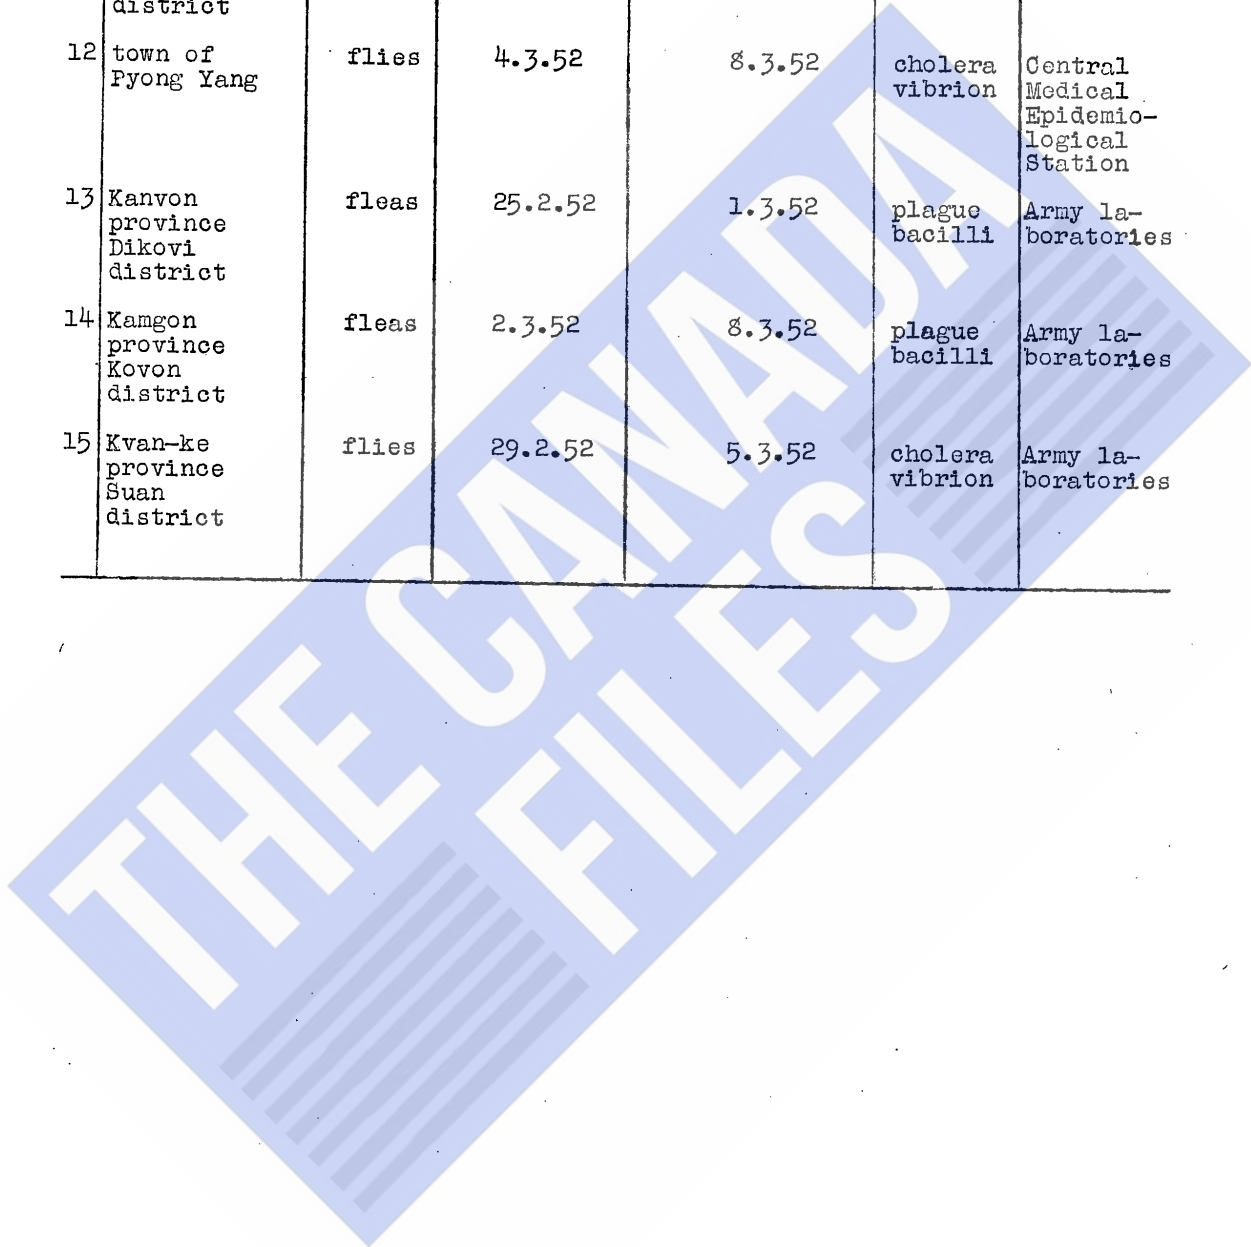 district
12 town of flies 4.3.52 8.3.52 cholera Central
Pyong Yang vibrion Medical
Epidemio-
logical
Station
13 Kanvon fleas 25.2.52 1.3.52 plague Army la-
province bacilli boratories
Dikovi
district
14 Kamgon fleas 2.3.52 8.3.52 plague Army la-
province bacilli boratories
Kovon
district
15 Kvan-ke flies 29.2.52 5.3.52 cholera Army la-
province vibrion boratories
Suan
district
THE CANADA
FILES